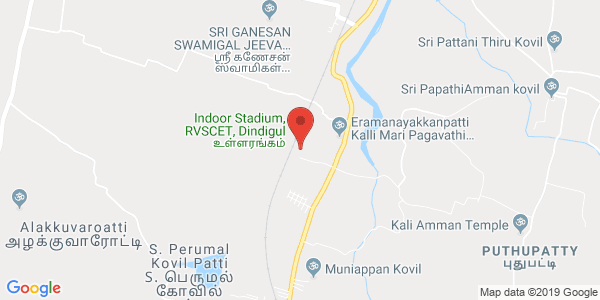 SRI GANESAN
SWAMIGAL JEEVA...
ஸ்ரீ கணேசன்
ஸ்வாமிகள்...
Sri Pattani Thiru Kovil
Sri PapathiAmman kovil
Indoor Stadium,
RVSCET, Dindigul
உள்ளரங்கம்
Eramanayakkanpatti
Kalli Mari Pagavathi...
Alakkuvaroatti
அழக்குவாரோட்டி
S. Perumal
Kovil Patti
S. பெருமல்
கோவில்
Kali Amman Temple
PUTHUPATTY
புதுபட்டி
Muniappan Kovil
Google
Map data ©2019 Google